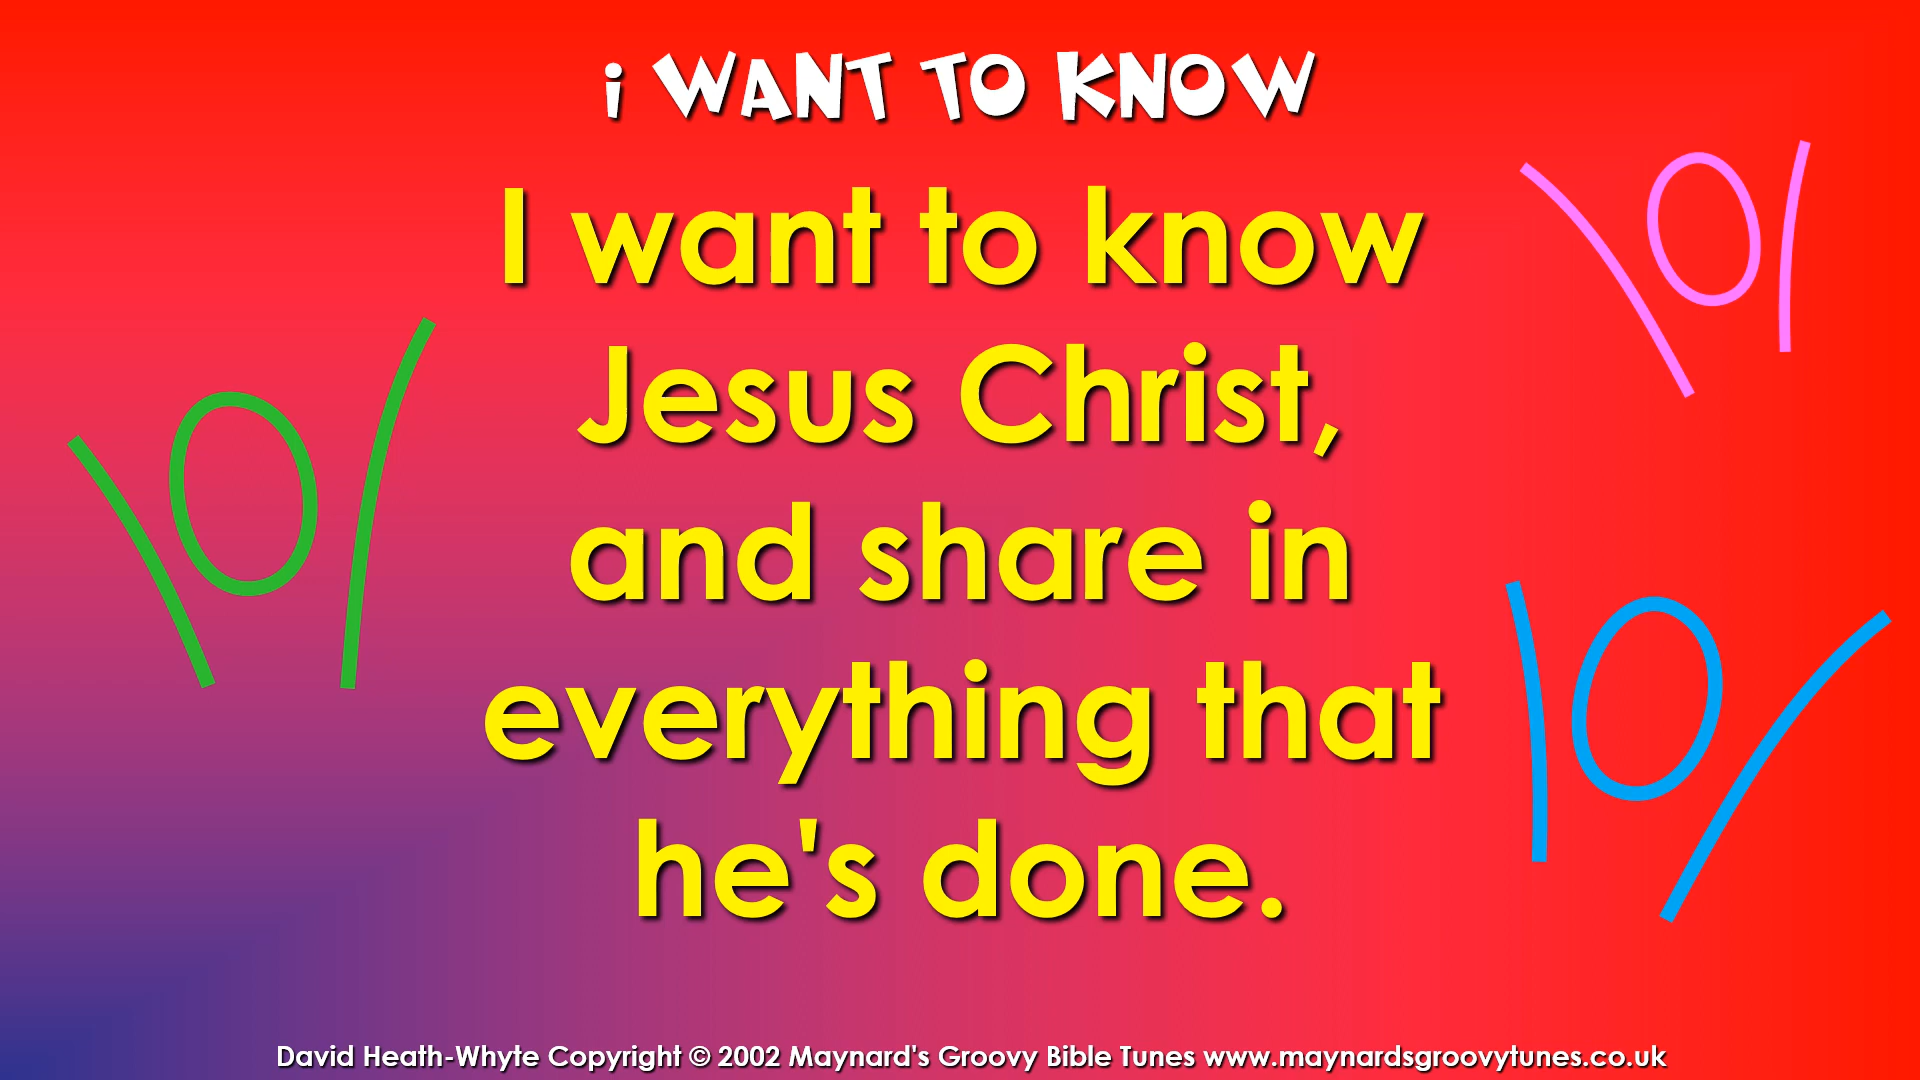 i WANT TO KNOW
I want to know
Jesus Christ,
and share in
everything that
he's done.
David Heath-Whyte Copyright © 2002 Maynard's Groovy Bible Tunes www.maynardsgroovytunes.co.uk